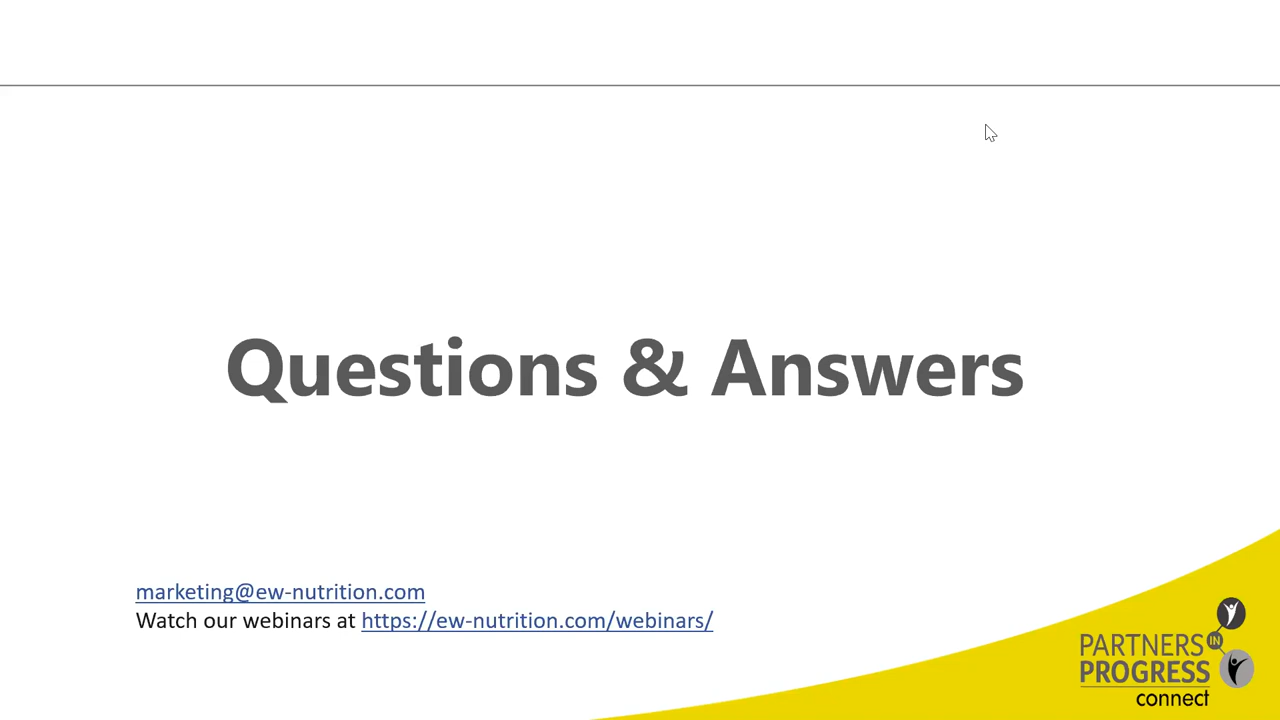 Questions & Answers
marketing@ew-nutrition.com
Watch our webinars at https://ew-nutrition.com/webinars/
PARTNERS IN
PROGRESS
connect